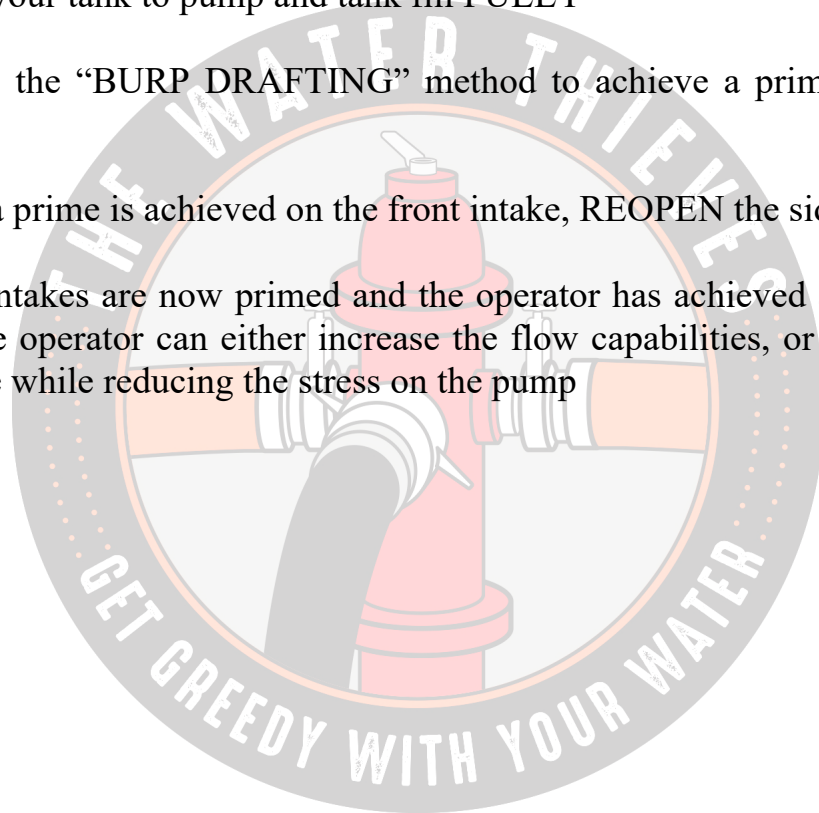 your tank to pump and tank fill FULLY
the “BURP DRAFTING” method to achieve a prim
a prime is achieved on the front intake, REOPEN the sid
ntakes are now primed and the operator has achieved
e operator can either increase the flow capabilities, or
e while reducing the stress on the pump
THE WATER THIEVES
GET GREEDY WITH YOUR WATER